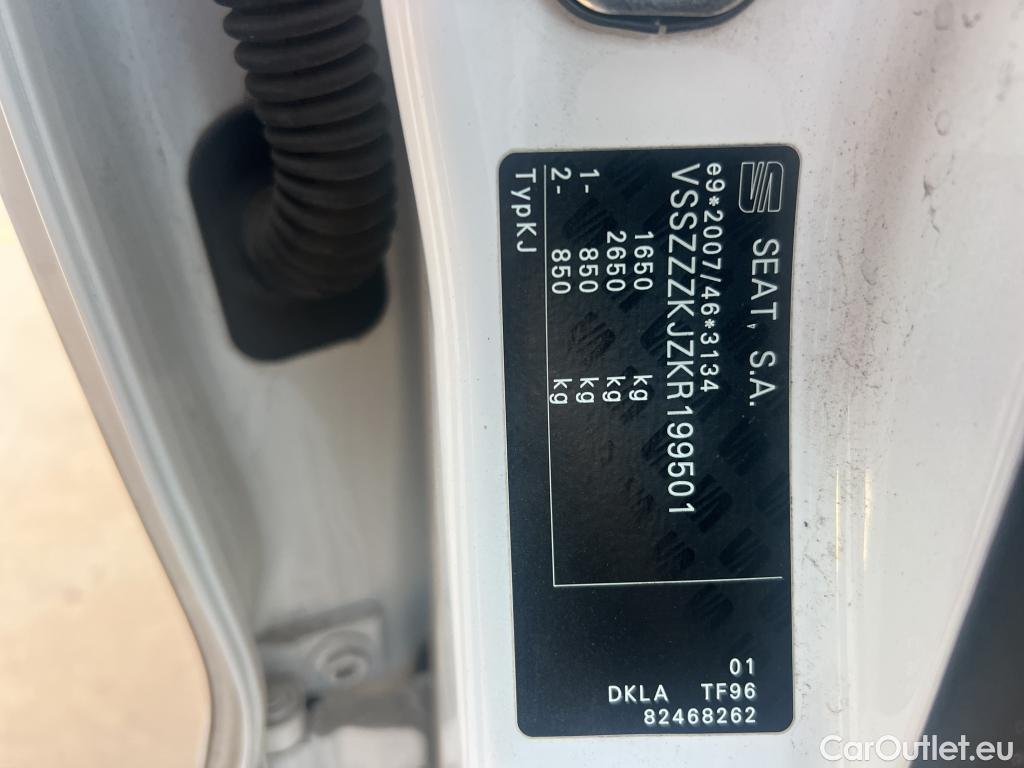 SEAT, S.A.
e9*2007/46*3134
VSSZZZKJZKR199501
1650 kg
2650 kg
1- 850 kg
2- 850 kg
TypKJ
01
DKLA TF96
82468262
CarOutlet.eu